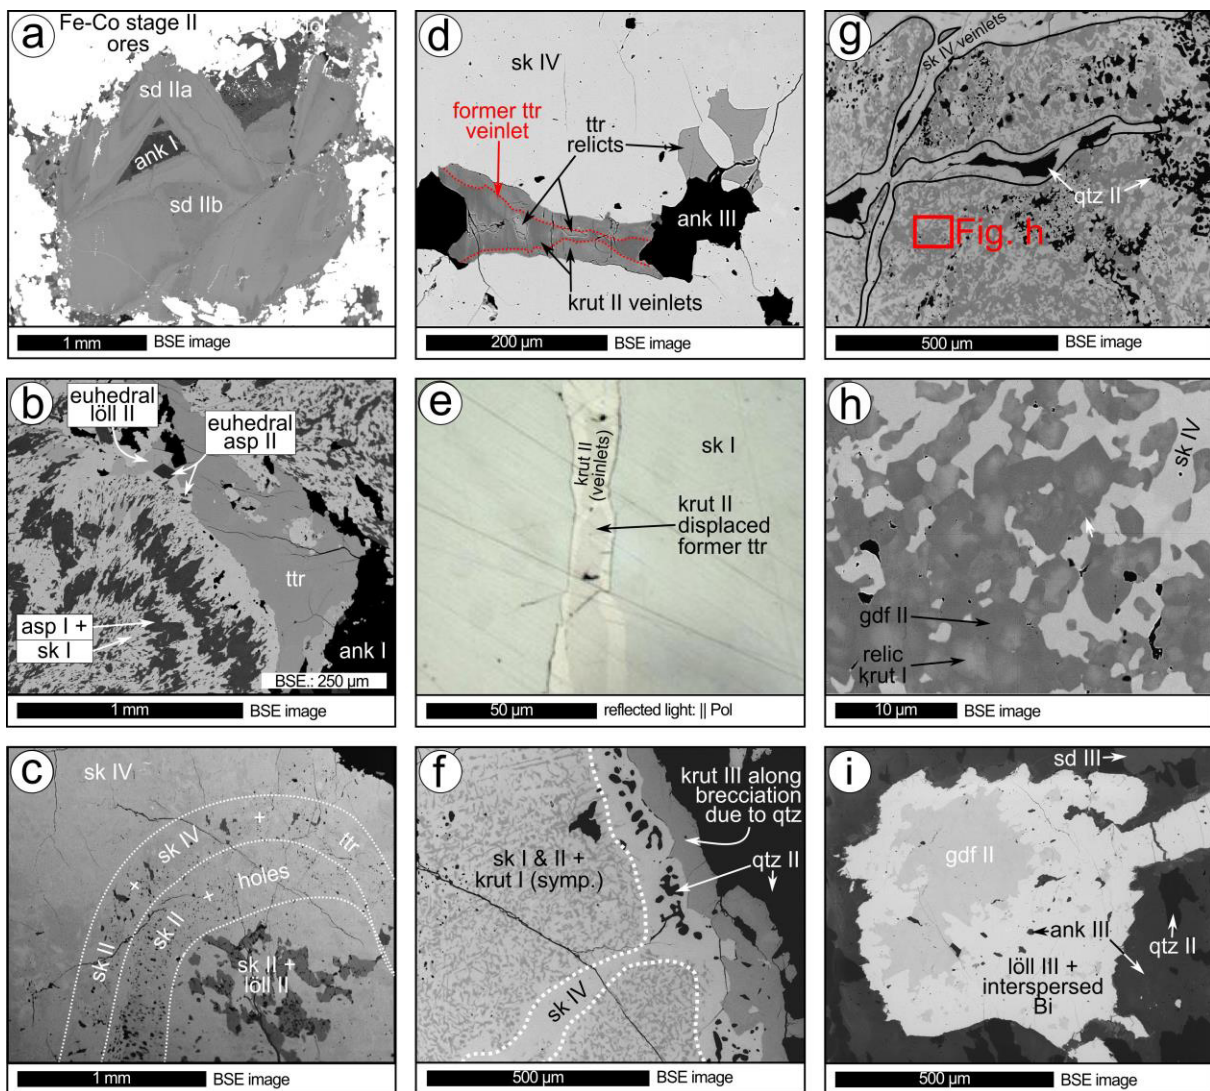 a
Fe-Co stage II
ores
sd IIa
ank I
sd IIb
1 mm
BSE image
b
euhedral
löll II
euhedral
asp II
ttr
asp I +
sk I
ank I
BSE.: 250 µm
1 mm
BSE image
c
sk IV
sk IV
+
ttr
+
+
holes
sk II
sk II
sk II +
löll II
1 mm
BSE image
d
sk IV
former ttr
veinlet
ttr
relicts
ank III
krut II veinlets
200 µm
BSE image
e
krut II
(veinlets)
sk I
krut II
displaced
former ttr
50 µm
reflected light: || Pol
f
krut III along
brecciation
due to qtz
sk I & II +
krut I (symp.)
qtz II
sk IV
500 µm
BSE image
g
sk IV veinlets
qtz II
Fig. h
500 µm
BSE image
h
sk IV
gdf II
relic
krut I
10 µm
BSE image
i
sd III
gdf II
ank III
qtz II
löll III +
interspersed
Bi
500 µm
BSE image